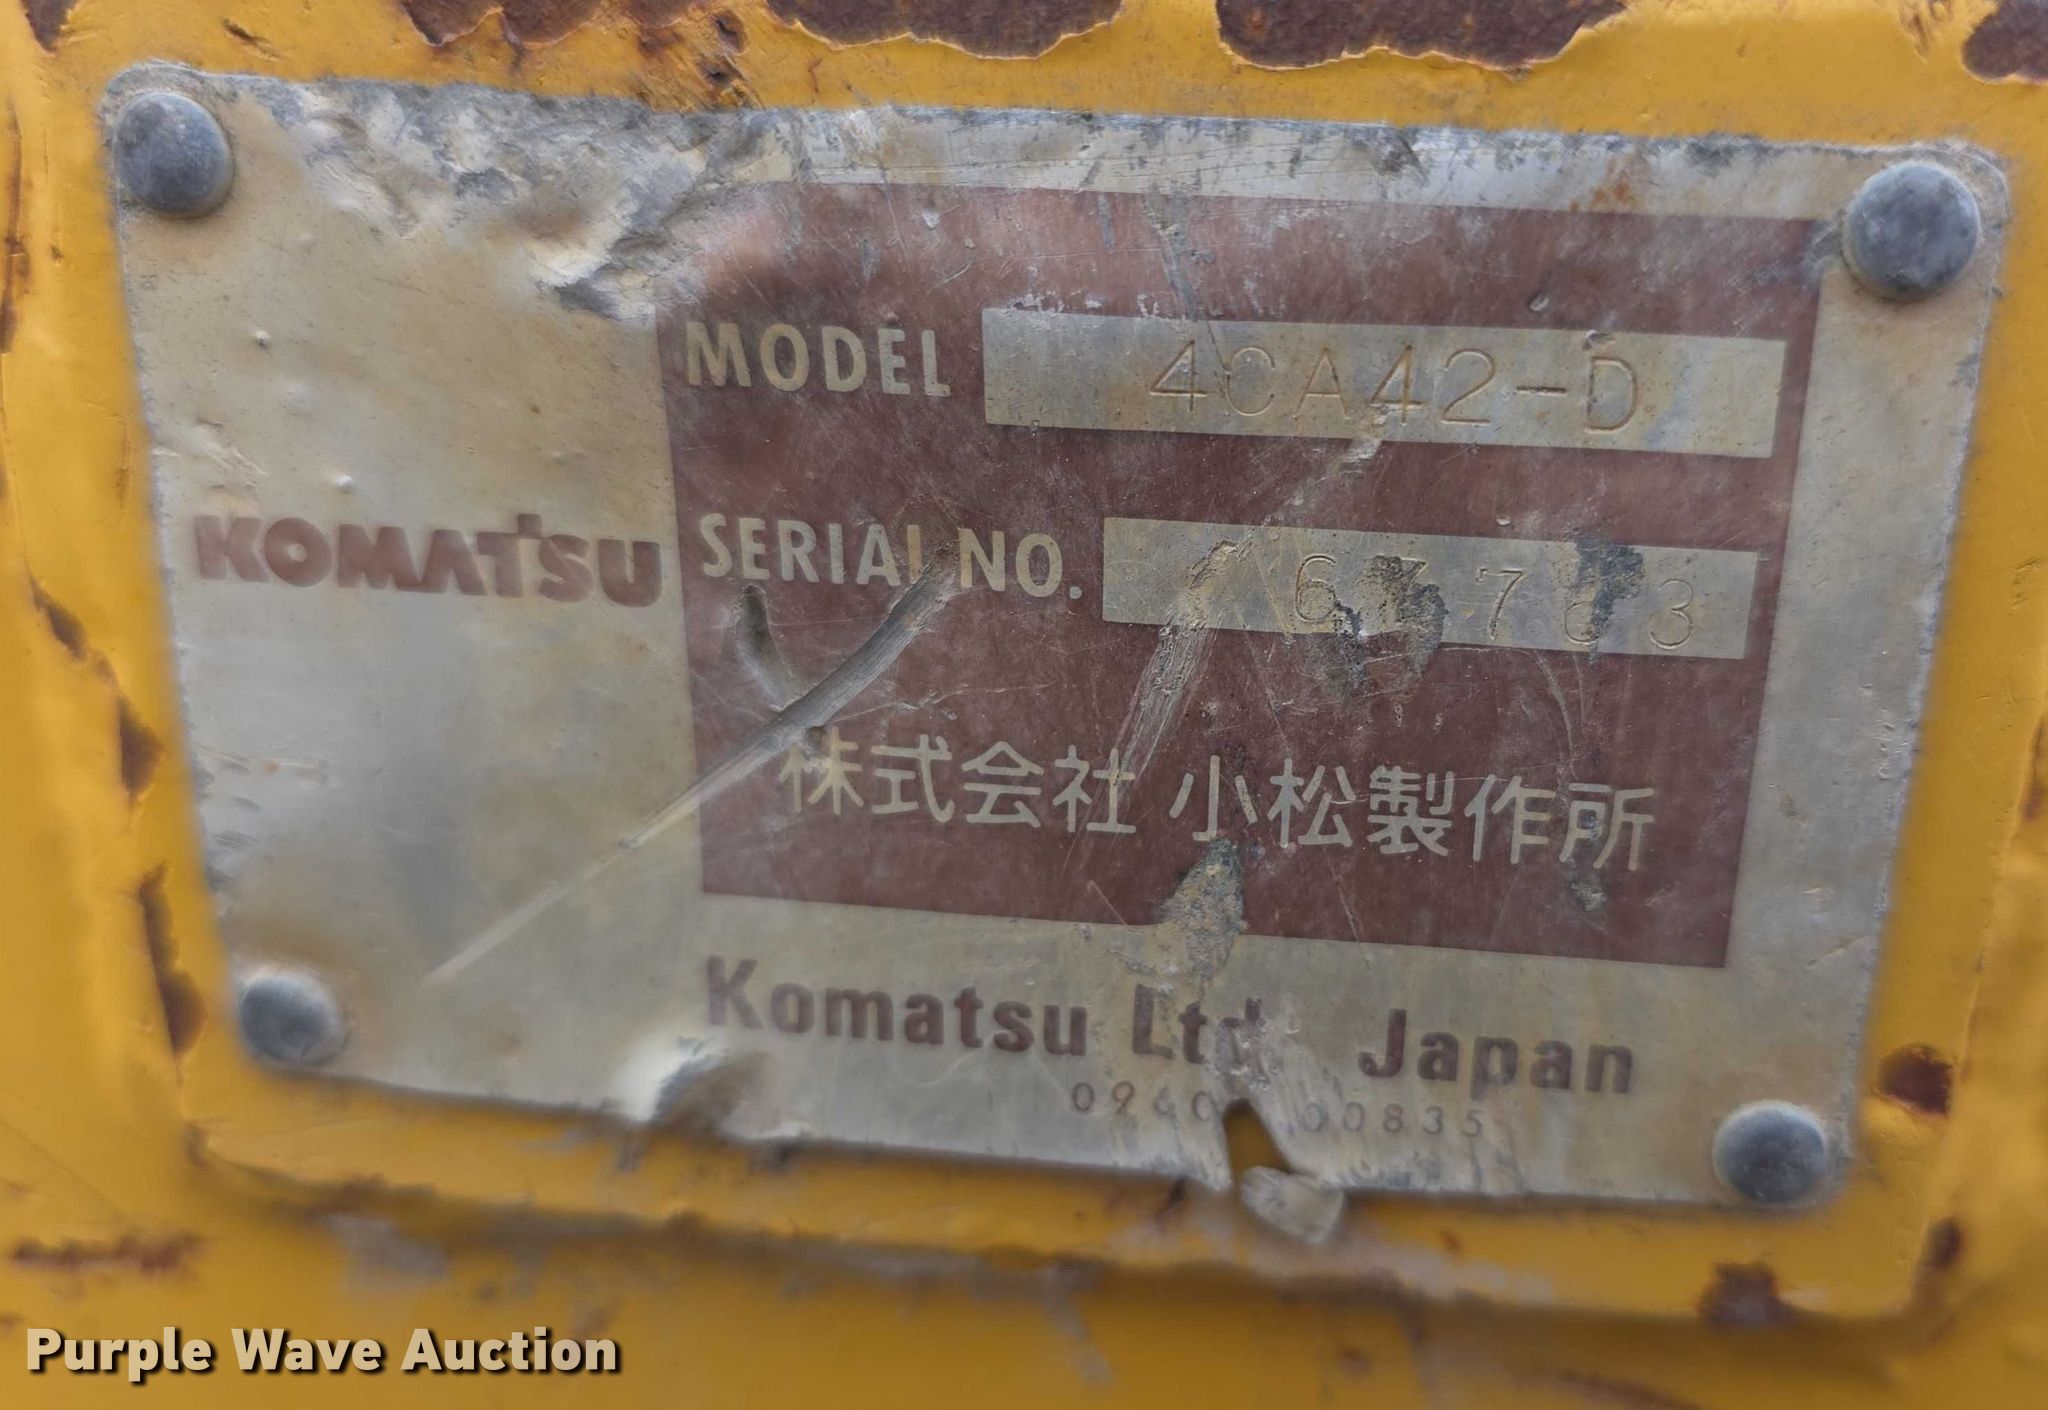 MODEL 4CA42-D
KOMATSU
SERIAL NO.
株式会社 小松製作所
Komatsu Ltd. Japan
Purple Wave Auction